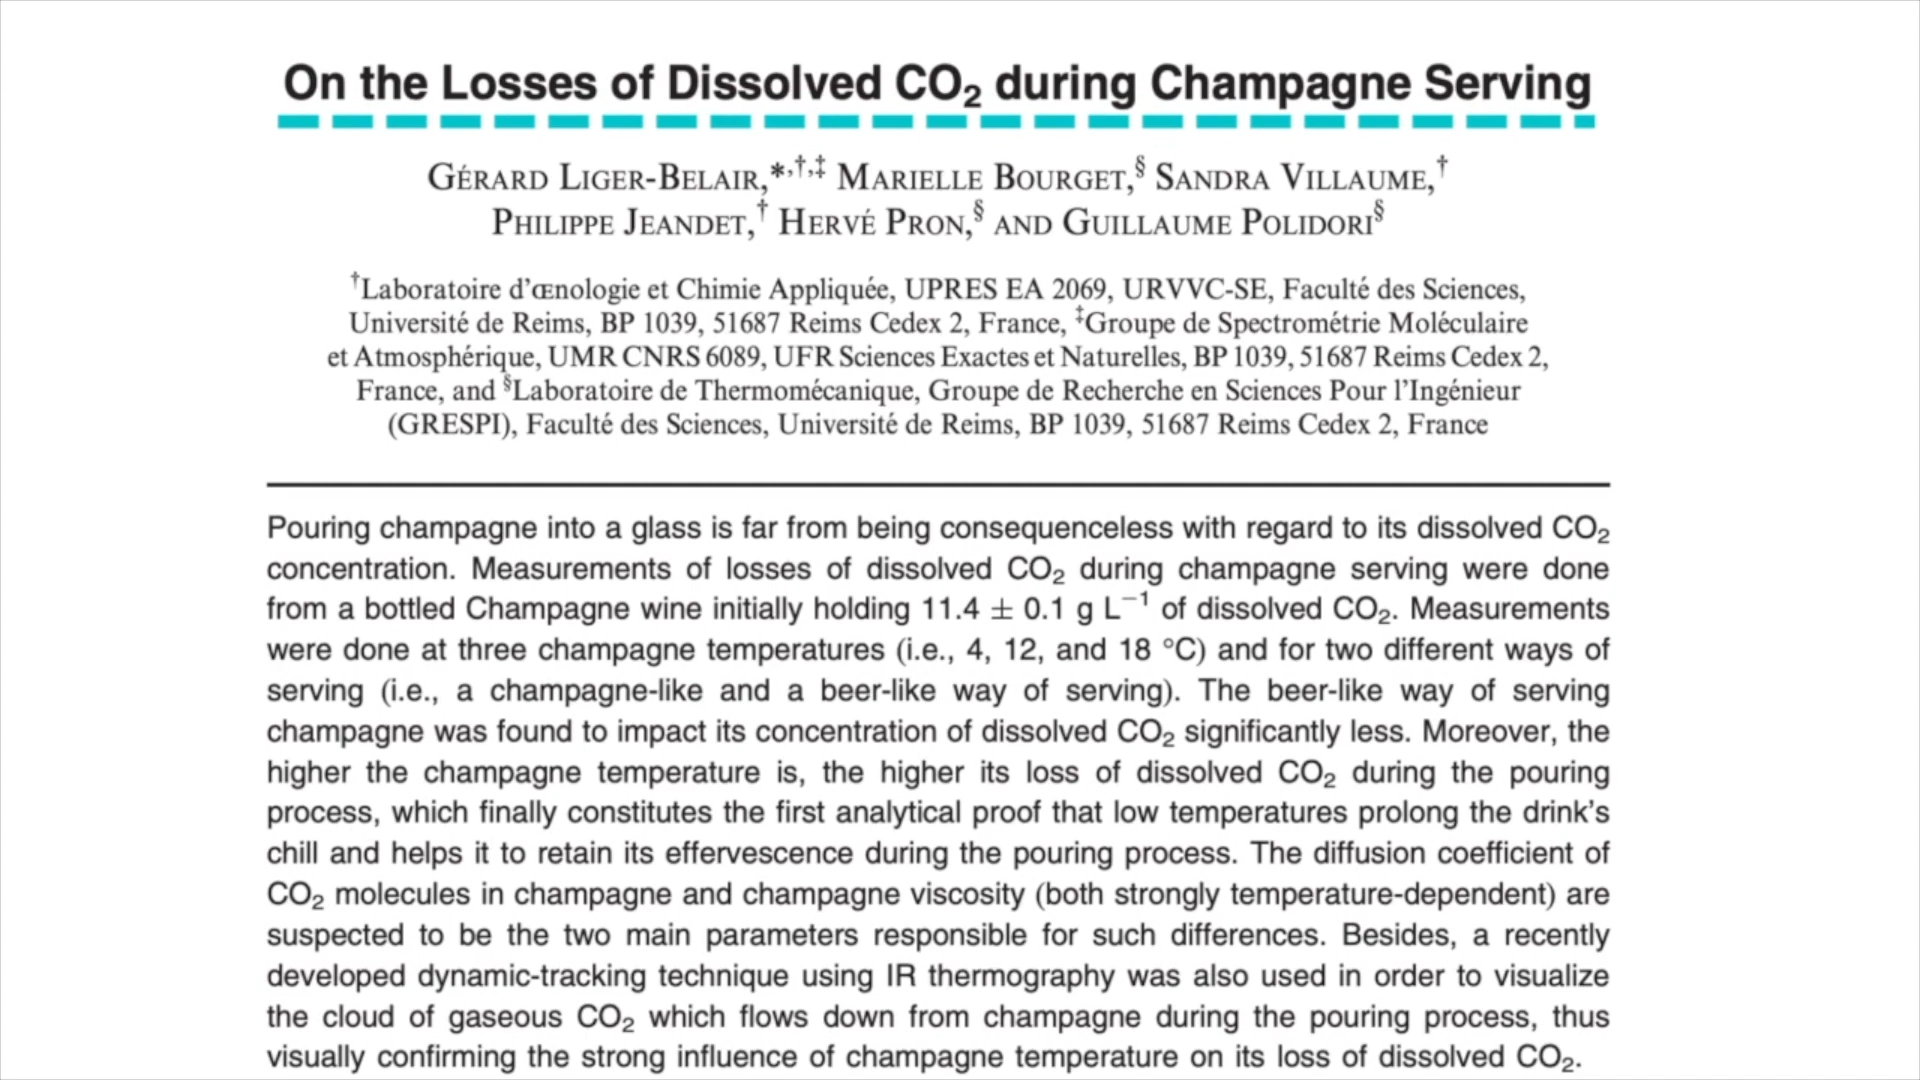 On the Losses of Dissolved CO₂ during Champagne Serving
GÉRARD LIGER-BELAIR,*,†,‡ MARIELLE BOURGET,§ SANDRA VILLAUME,†
PHILIPPE JEANDET,† HERVÉ PRON,§ AND GUILLAUME POLIDORI§
†Laboratoire d’œnologie et Chimie Appliquée, UPRES EA 2069, URVVC-SE, Faculté des Sciences,
Université de Reims, BP 1039, 51687 Reims Cedex 2, France, ‡Groupe de Spectrométrie Moléculaire
et Atmosphérique, UMR CNRS 6089, UFR Sciences Exactes et Naturelles, BP 1039, 51687 Reims Cedex 2,
France, and §Laboratoire de Thermomécanique, Groupe de Recherche en Sciences Pour l’Ingénieur
(GRESPI), Faculté des Sciences, Université de Reims, BP 1039, 51687 Reims Cedex 2, France
Pouring champagne into a glass is far from being consequenceless with regard to its dissolved CO₂
concentration. Measurements of losses of dissolved CO₂ during champagne serving were done
from a bottled Champagne wine initially holding 11.4 ± 0.1 g L⁻¹ of dissolved CO₂. Measurements
were done at three champagne temperatures (i.e., 4, 12, and 18 °C) and for two different ways of
serving (i.e., a champagne-like and a beer-like way of serving). The beer-like way of serving
champagne was found to impact its concentration of dissolved CO₂ significantly less. Moreover, the
higher the champagne temperature is, the higher its loss of dissolved CO₂ during the pouring
process, which finally constitutes the first analytical proof that low temperatures prolong the drink’s
chill and helps it to retain its effervescence during the pouring process. The diffusion coefficient of
CO₂ molecules in champagne and champagne viscosity (both strongly temperature-dependent) are
suspected to be the two main parameters responsible for such differences. Besides, a recently
developed dynamic-tracking technique using IR thermography was also used in order to visualize
the cloud of gaseous CO₂ which flows down from champagne during the pouring process, thus
visually confirming the strong influence of champagne temperature on its loss of dissolved CO₂.